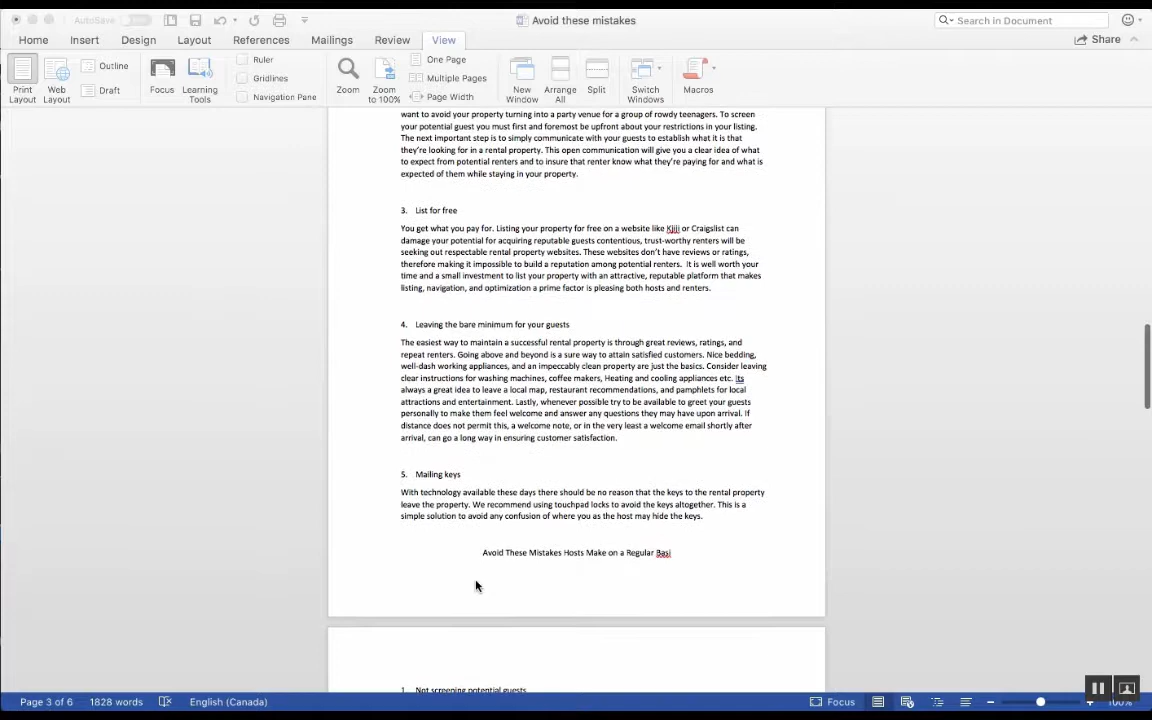 AutoSave
Avoid these mistakes
Search in Document
Home Insert Design Layout References Mailings Review View
Share
Print Layout
Web Layout
Outline
Draft
Focus
Learning Tools
Ruler
Gridlines
Navigation Pane
Zoom
Zoom to 100%
One Page
Multiple Pages
Page Width
New Window
Arrange All
Split
Switch Windows
Macros
want to avoid your property turning into a party venue for a group of rowdy teenagers. To screen
your potential guest you must first and foremost be upfront about your restrictions in your listing.
The next important step is to simply communicate with your guests to establish what it is that
they're looking for in a rental property. This open communication will give you a clear idea of what
to expect from potential renters and to insure that renter know what they're paying for and what is
expected of them while staying in your property.
3. List for free
You get what you pay for. Listing your property for free on a website like Kjiji or Craigslist can
damage your potential for acquiring reputable guests contentious, trust-worthy renters will be
seeking out respectable rental property websites. These websites don't have reviews or ratings,
therefore making it impossible to build a reputation among potential renters. It is well worth your
time and a small investment to list your property with an attractive, reputable platform that makes
listing, navigation, and optimization a prime factor is pleasing both hosts and renters.
4. Leaving the bare minimum for your guests
The easiest way to maintain a successful rental property is through great reviews, ratings, and
repeat renters. Going above and beyond is a sure way to attain satisfied customers. Nice bedding,
well-dash working appliances, and an impeccably clean property are just the basics. Consider leaving
clear instructions for washing machines, coffee makers, Heating and cooling appliances etc. Its
always a great idea to leave a local map, restaurant recommendations, and pamphlets for local
attractions and entertainment. Lastly, whenever possible try to be available to greet your guests
personally to make them feel welcome and answer any questions they may have upon arrival. If
distance does not permit this, a welcome note, or in the very least a welcome email shortly after
arrival, can go a long way in ensuring customer satisfaction.
5. Mailing keys
With technology available these days there should be no reason that the keys to the rental property
leave the property. We recommend using touchpad locks to avoid the keys altogether. This is a
simple solution to avoid any confusion of where you as the host may hide the keys.
Avoid These Mistakes Hosts Make on a Regular Basi
1. Not screening potential guests
Page 3 of 6 1828 words English (Canada) Focus 100%